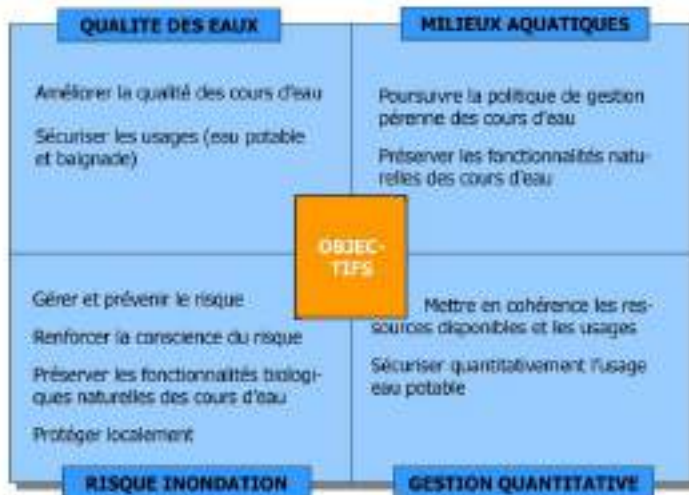 QUALITE DES EAUX
Améliorer la qualité des cours d'eau
Sécuriser les usages (eau potable
et baignade)
MILIEUX AQUATIQUES
Poursuivre la politique de gestion
pérenne des cours d'eau
Préserver les fonctionnalités natu-
relles des cours d'eau
OBJEC-
TIFS
Gérer et prévenir le risque
Renforcer la conscience du risque
Préserver les fonctionnalités biologi-
ques naturelles des cours d'eau
Protéger localement
RISQUE INONDATION
Mettre en cohérence les res-
sources disponibles et les usages
Sécuriser quantitativement l'usage
eau potable
GESTION QUANTITATIVE